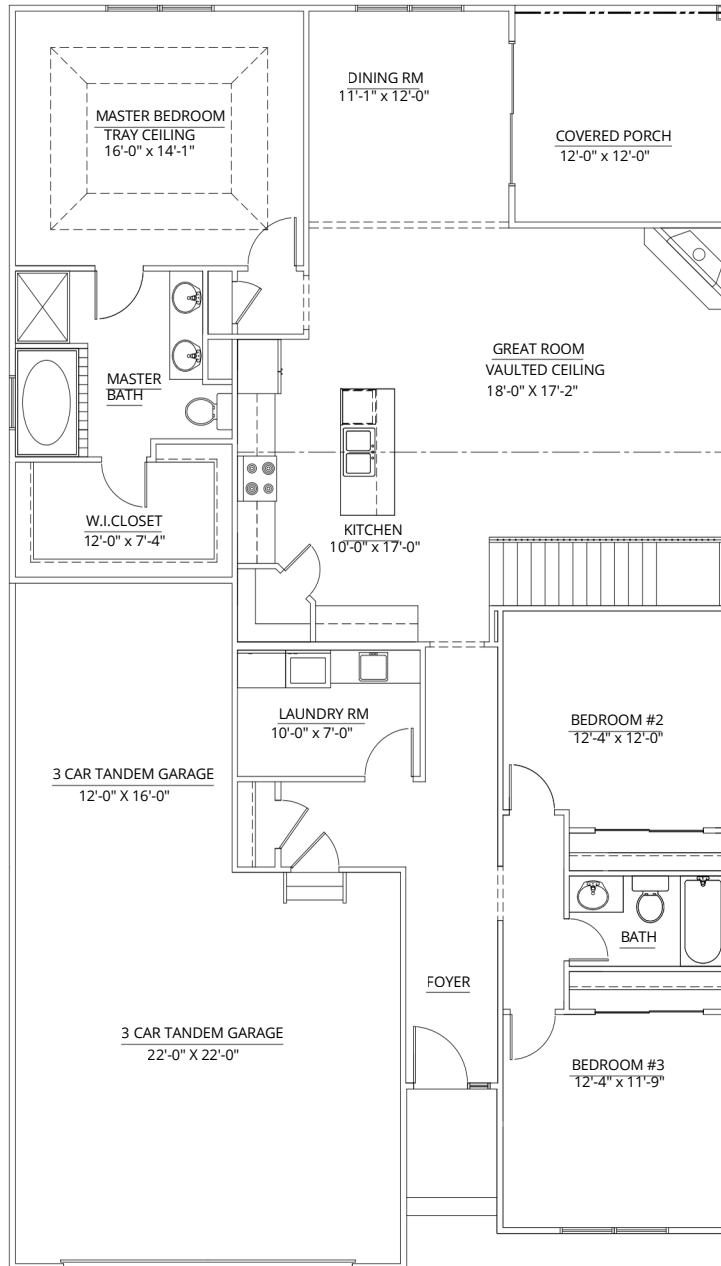 MASTER BEDROOM
TRAY CEILING
16'-0" x 14'-1"
DINING RM
11'-1" x 12'-0"
COVERED PORCH
12'-0" x 12'-0"
GREAT ROOM
VAULTED CEILING
18'-0" X 17'-2"
MASTER
BATH
W.I.CLOSET
12'-0" x 7'-4"
KITCHEN
10'-0" x 17'-0"
LAUNDRY RM
10'-0" x 7'-0"
BEDROOM #2
12'-4" x 12'-0"
3 CAR TANDEM GARAGE
12'-0" X 16'-0"
BATH
FOYER
3 CAR TANDEM GARAGE
22'-0" X 22'-0"
BEDROOM #3
12'-4" x 11'-9"